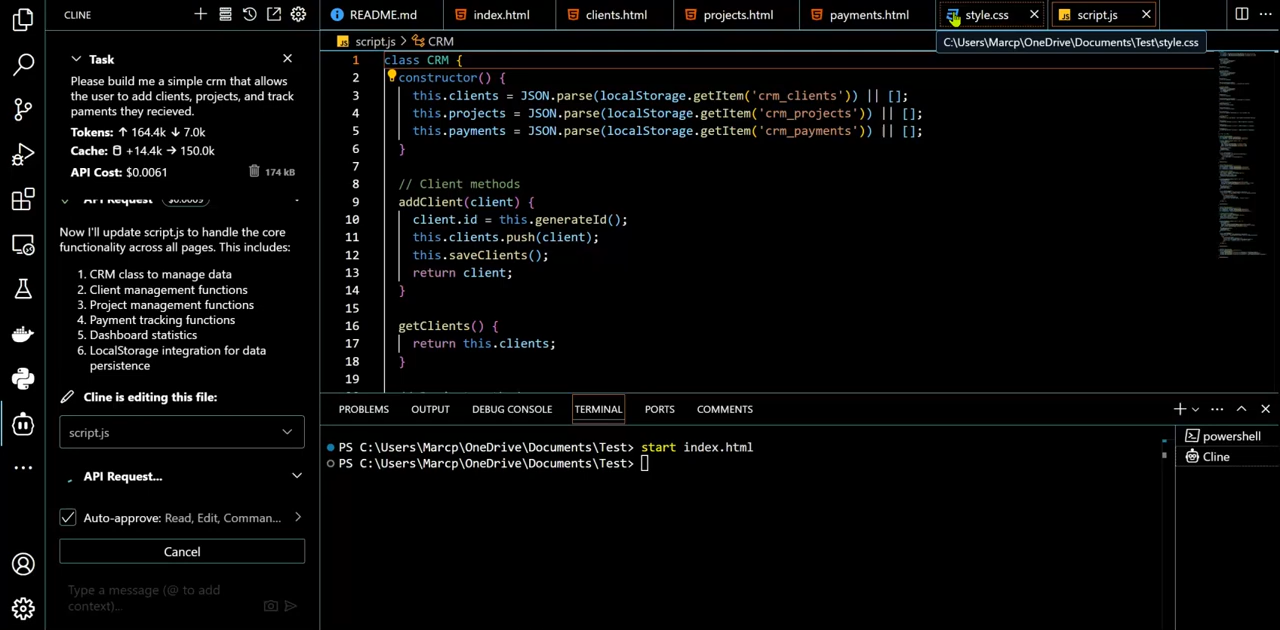 CLINE
Task
Please build me a simple crm that allows
the user to add clients, projects, and track
paments they recieved.
Tokens: ↑ 164.4k ↓ 7.0k
Cache: +14.4k → 150.0k
API Cost: $0.0061
174 kB
API Request
Now I'll update script.js to handle the core
functionality across all pages. This includes:
1. CRM class to manage data
2. Client management functions
3. Project management functions
4. Payment tracking functions
5. Dashboard statistics
6. LocalStorage integration for data
persistence
Cline is editing this file:
script.js
API Request...
Auto-approve: Read, Edit, Comman...
Cancel
Type a message (@ to add
context)...
README.md
index.html
clients.html
projects.html
payments.html
style.css
script.js
script.js > CRM
C:\Users\Marcp\OneDrive\Documents\Test\style.css
1 class CRM {
2 constructor() {
3 this.clients = JSON.parse(localStorage.getItem('crm_clients')) || [];
4 this.projects = JSON.parse(localStorage.getItem('crm_projects')) || [];
5 this.payments = JSON.parse(localStorage.getItem('crm_payments')) || [];
6 }
7
8 // Client methods
9 addClient(client) {
10 client.id = this.generateId();
11 this.clients.push(client);
12 this.saveClients();
13 return client;
14 }
15
16 getClients() {
17 return this.clients;
18 }
19
PROBLEMS
OUTPUT
DEBUG CONSOLE
TERMINAL
PORTS
COMMENTS
PS C:\Users\Marcp\OneDrive\Documents\Test> start index.html
PS C:\Users\Marcp\OneDrive\Documents\Test>
powershell
Cline